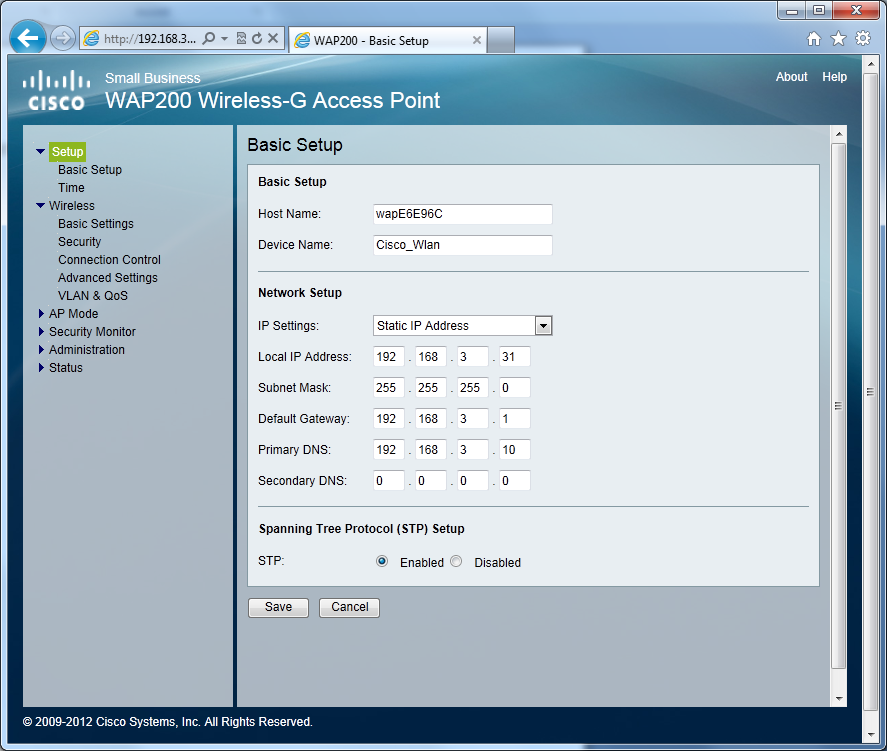 http://192.168.3...
WAP200 - Basic Setup
Small Business
CISCO
WAP200 Wireless-G Access Point
About Help
Setup
Basic Setup
Time
Wireless
Basic Settings
Security
Connection Control
Advanced Settings
VLAN & QoS
AP Mode
Security Monitor
Administration
Status
Basic Setup
Basic Setup
Host Name: wapE6E96C
Device Name: Cisco_Wlan
Network Setup
IP Settings: Static IP Address
Local IP Address: 192 . 168 . 3 . 31
Subnet Mask: 255 . 255 . 255 . 0
Default Gateway: 192 . 168 . 3 . 1
Primary DNS: 192 . 168 . 3 . 10
Secondary DNS: 0 . 0 . 0 . 0
Spanning Tree Protocol (STP) Setup
STP: Enabled Disabled
Save Cancel
© 2009-2012 Cisco Systems, Inc. All Rights Reserved.